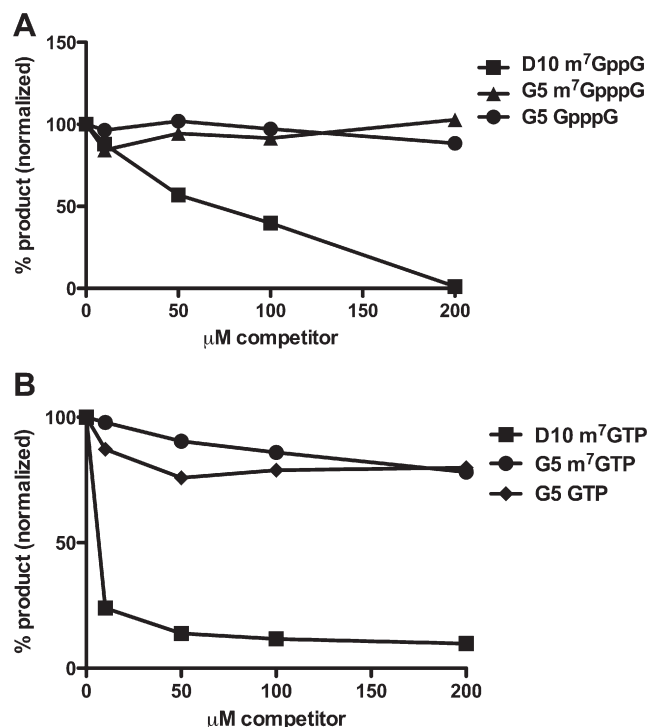 A
% product (normalized)
150
100
50
0
0 50 100 150 200
μM competitor
D10 m⁷GppG
G5 m⁷GpppG
G5 GpppG
B
% product (normalized)
100
50
0
0 50 100 150 200
μM competitor
D10 m⁷GTP
G5 m⁷GTP
G5 GTP